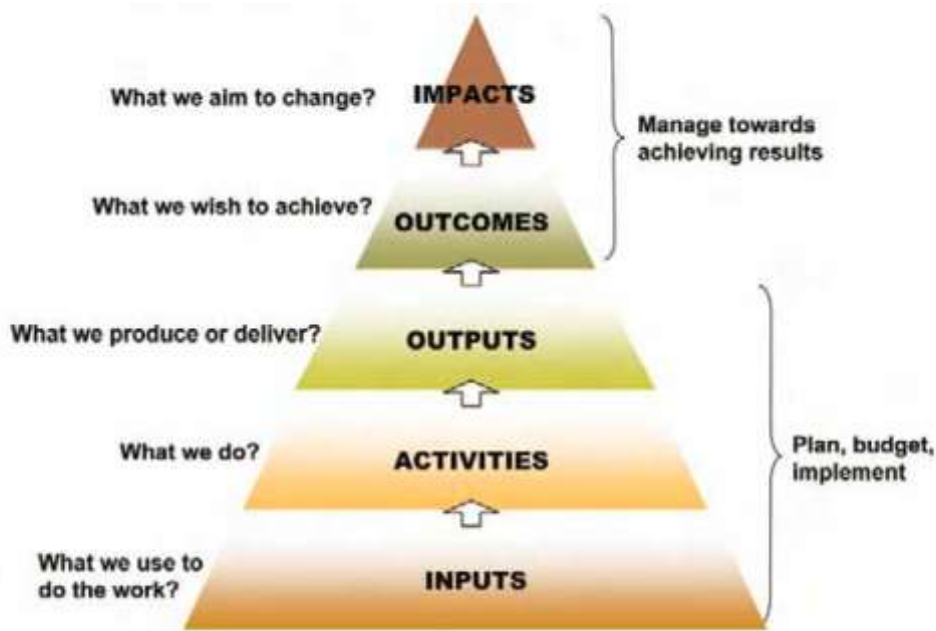 What we aim to change?
IMPACTS
Manage towards
achieving results
What we wish to achieve?
OUTCOMES
What we produce or deliver?
OUTPUTS
What we do?
ACTIVITIES
Plan, budget,
implement
What we use to
do the work?
INPUTS